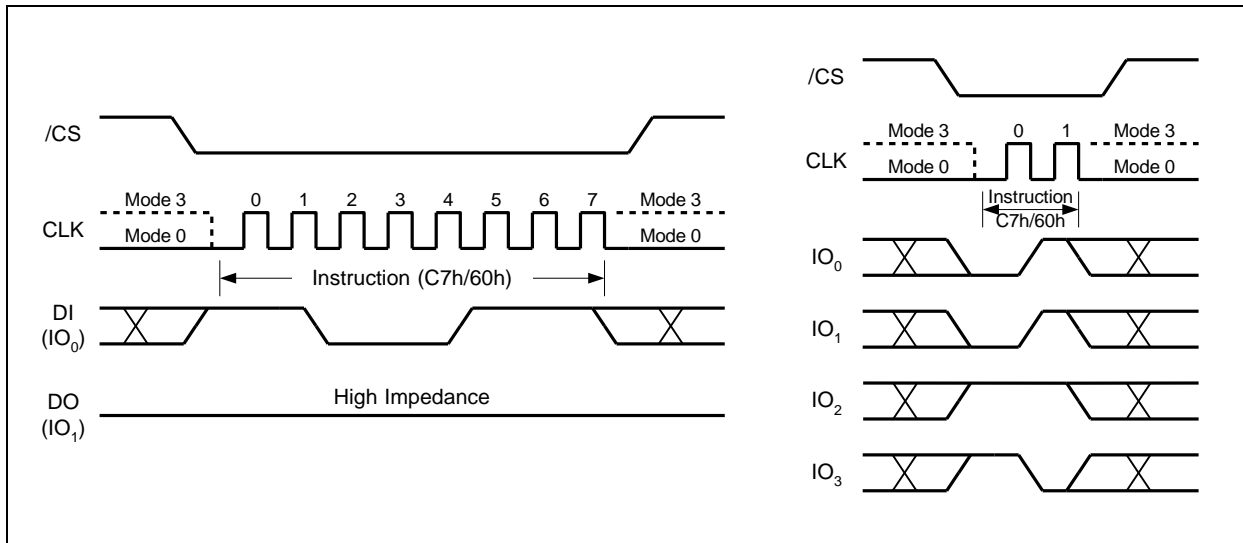 /CS
Mode 3 0 1 2 3 4 5 6 7 Mode 3
CLK Mode 0 Mode 0
Instruction (C7h/60h)
DI
(IO0)
High Impedance
DO
(IO1)
/CS
Mode 3 0 1 Mode 3
CLK Mode 0 Mode 0
Instruction
C7h/60h
IO0
IO1
IO2
IO3